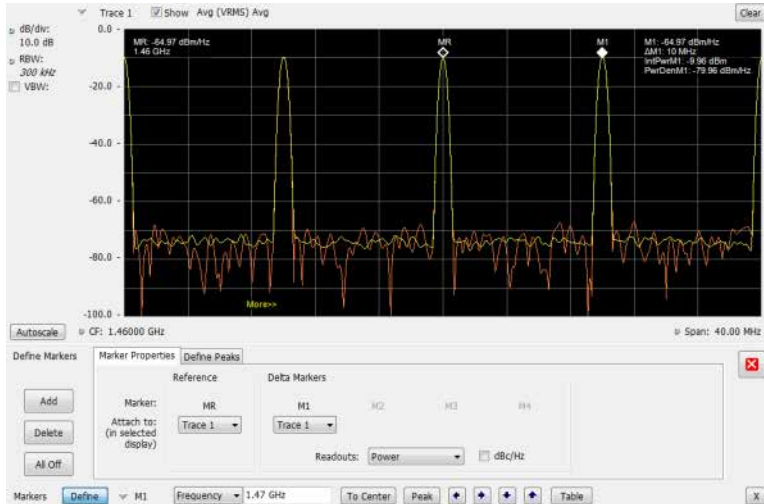 Trace 1 Show Avg (VRMS) Avg Clear
dB/div: 0.0
10.0 dB
MR: -64.97 dBm/Hz MR M1 M1: -64.97 dBm/Hz
1.46 GHz ΔM1: 10 MHz
RBW: IntPwrM1: -9.96 dBm
300 kHz PwrDenM1: -79.96 dBm/Hz
VBW: -20.0
-40.0
-60.0
-80.0
More>>
-100.0
Autoscale CF: 1.46000 GHz Span: 40.00 MHz
Define Markers Marker Properties Define Peaks
Reference Delta Markers
Add Marker: MR M1 M2 M3 M4
Attach to: Trace 1 Trace 1
(in selected
display)
Delete
Readouts: Power dBc/Hz
All Off
Markers Define M1 Frequency 1.47 GHz To Center Peak Table X